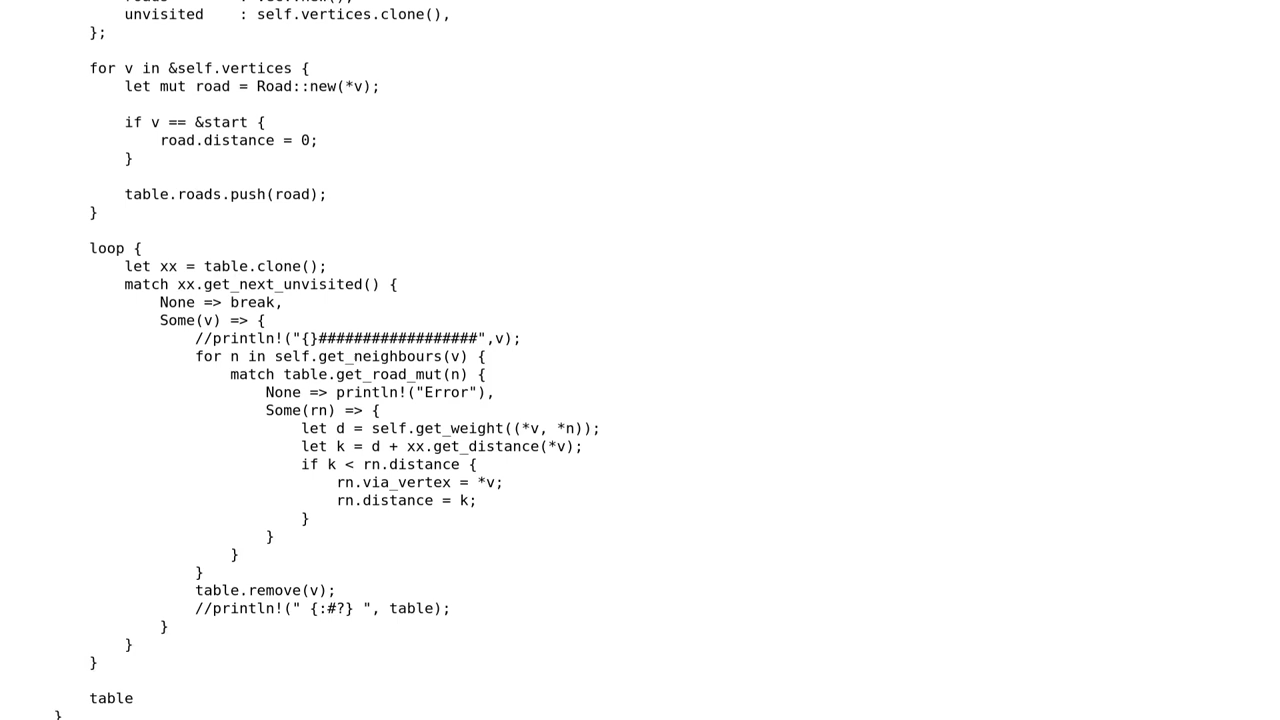 unvisited    : self.vertices.clone(),
};
for v in &self.vertices {
let mut road = Road::new(*v);
if v == &start {
road.distance = 0;
}
table.roads.push(road);
}
loop {
let xx = table.clone();
match xx.get_next_unvisited() {
None => break,
Some(v) => {
//println!("{}##################",v);
for n in self.get_neighbours(v) {
match table.get_road_mut(n) {
None => println!("Error"),
Some(rn) => {
let d = self.get_weight((*v, *n));
let k = d + xx.get_distance(*v);
if k < rn.distance {
rn.via_vertex = *v;
rn.distance = k;
}
}
}
}
table.remove(v);
//println!(" {:#?} ", table);
}
}
}
table
}